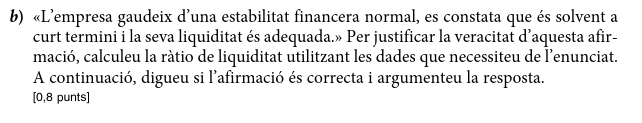 b) «L’empresa gaudeix d’una estabilitat financera normal, es constata que és solvent a
curt termini i la seva liquiditat és adequada.» Per justificar la veracitat d’aquesta afir-
mació, calculeu la ràtio de liquiditat utilitzant les dades que necessiteu de l’enunciat.
A continuació, digueu si l’afirmació és correcta i argumenteu la resposta.
[0,8 punts]